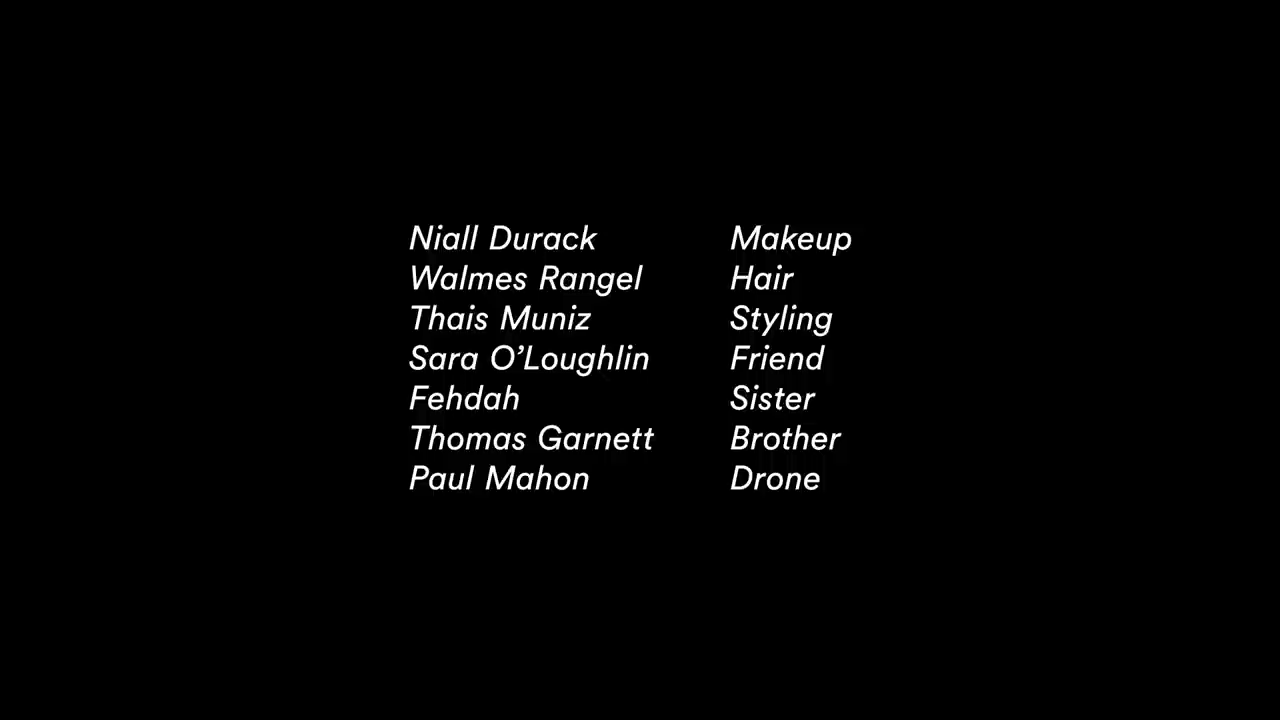 Niall Durack Makeup
Walmes Rangel Hair
Thais Muniz Styling
Sara O’Loughlin Friend
Fehdah Sister
Thomas Garnett Brother
Paul Mahon Drone